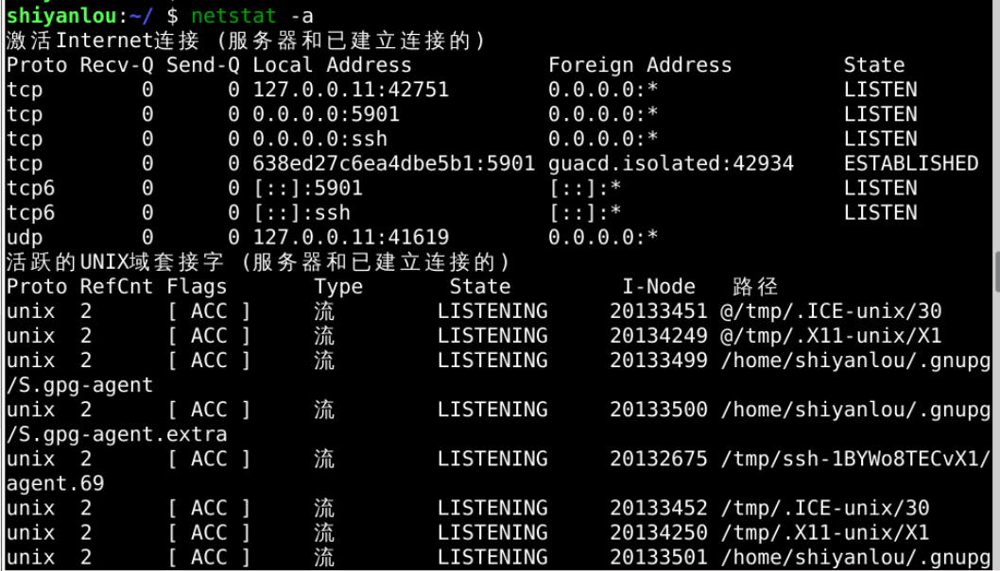 shiyanlou:~/ $ netstat -a
激活Internet连接 (服务器和已建立连接的)
Proto Recv-Q Send-Q Local Address           Foreign Address         State
tcp        0      0 127.0.0.11:42751        0.0.0.0:*               LISTEN
tcp        0      0 0.0.0.0:5901            0.0.0.0:*               LISTEN
tcp        0      0 0.0.0.0:ssh             0.0.0.0:*               LISTEN
tcp        0      0 638ed27c6ea4dbe5b1:5901 guacd.isolated:42934    ESTABLISHED
tcp6       0      0 [::]:5901               [::]:*                  LISTEN
tcp6       0      0 [::]:ssh                [::]:*                  LISTEN
udp        0      0 127.0.0.11:41619        0.0.0.0:*
活跃的UNIX域套接字 (服务器和已建立连接的)
Proto RefCnt Flags       Type       State         I-Node   路径
unix  2      [ ACC ]     流        LISTENING     20133451 @/tmp/.ICE-unix/30
unix  2      [ ACC ]     流        LISTENING     20134249 @/tmp/.X11-unix/X1
unix  2      [ ACC ]     流        LISTENING     20133499 /home/shiyanlou/.gnupg
/S.gpg-agent
unix  2      [ ACC ]     流        LISTENING     20133500 /home/shiyanlou/.gnupg
/S.gpg-agent.extra
unix  2      [ ACC ]     流        LISTENING     20132675 /tmp/ssh-1BYWo8TECvX1/
agent.69
unix  2      [ ACC ]     流        LISTENING     20133452 /tmp/.ICE-unix/30
unix  2      [ ACC ]     流        LISTENING     20134250 /tmp/.X11-unix/X1
unix  2      [ ACC ]     流        LISTENING     20133501 /home/shiyanlou/.gnupg